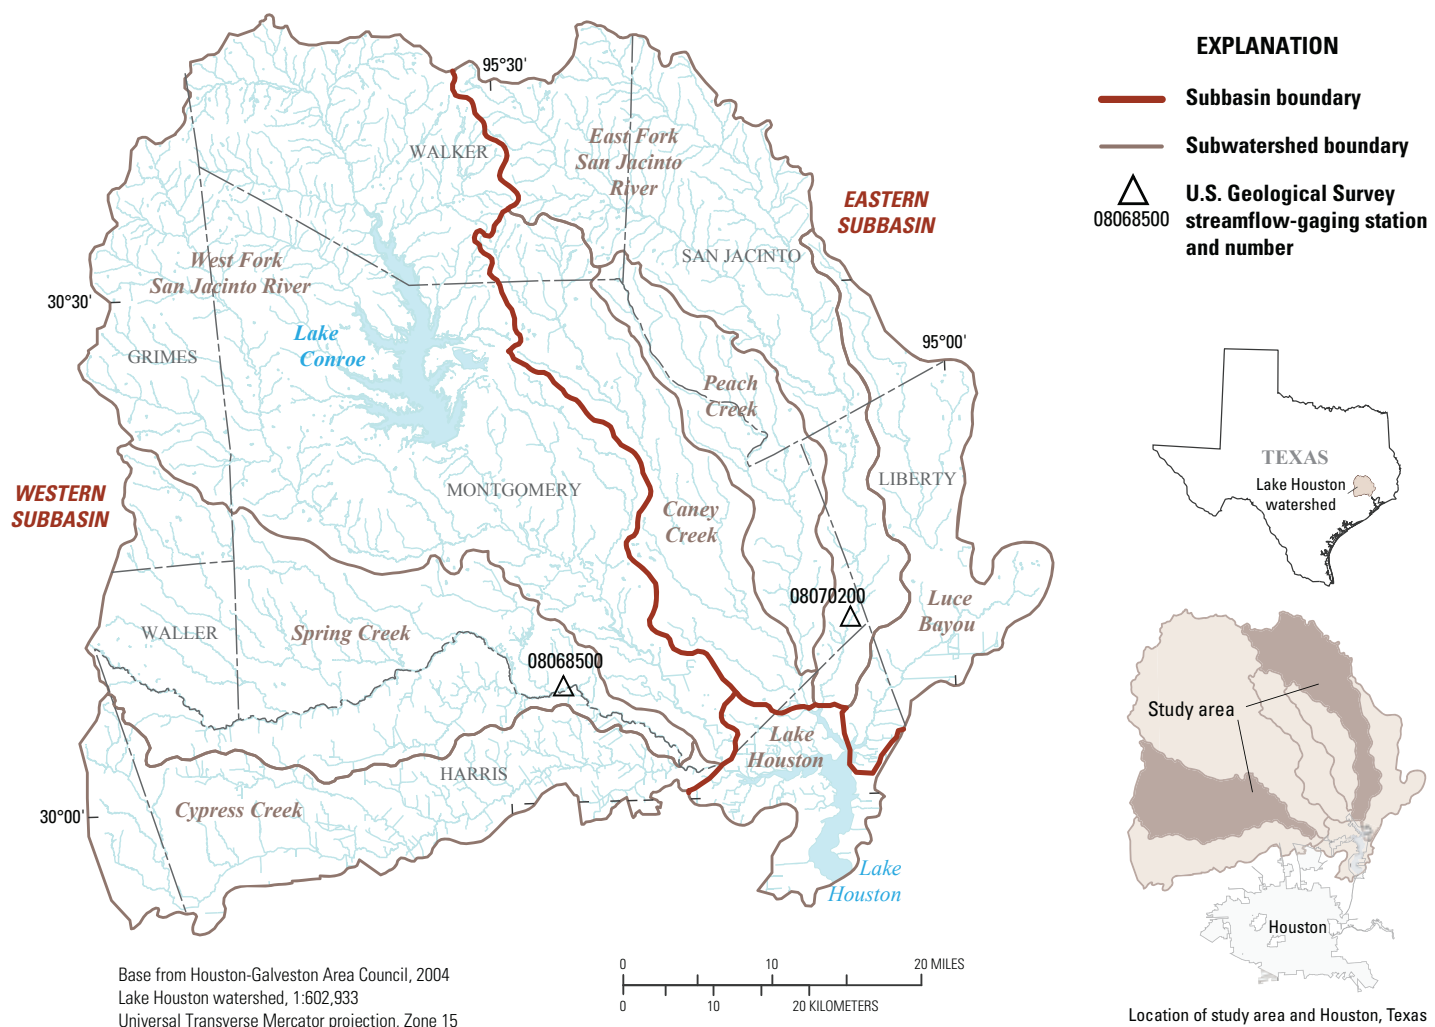 95°30'
WALKER
East Fork
San Jacinto
River
EASTERN
SUBBASIN
SAN JACINTO
West Fork
San Jacinto River
30°30'
Lake
Conroe
GRIMES
95°00'
Peach
Creek
LIBERTY
WESTERN
SUBBASIN
MONTGOMERY
Caney
Creek
08070200
Luce
Bayou
WALLER
Spring Creek
08068500
Lake
Houston
HARRIS
Cypress Creek
30°00'
Lake
Houston
Base from Houston-Galveston Area Council, 2004
Lake Houston watershed, 1:602,933
Universal Transverse Mercator projection, Zone 15
0 10 20 MILES
0 10 20 KILOMETERS
EXPLANATION
Subbasin boundary
Subwatershed boundary
08068500
U.S. Geological Survey
streamflow-gaging station
and number
TEXAS
Lake Houston
watershed
Study area
Houston
Location of study area and Houston, Texas